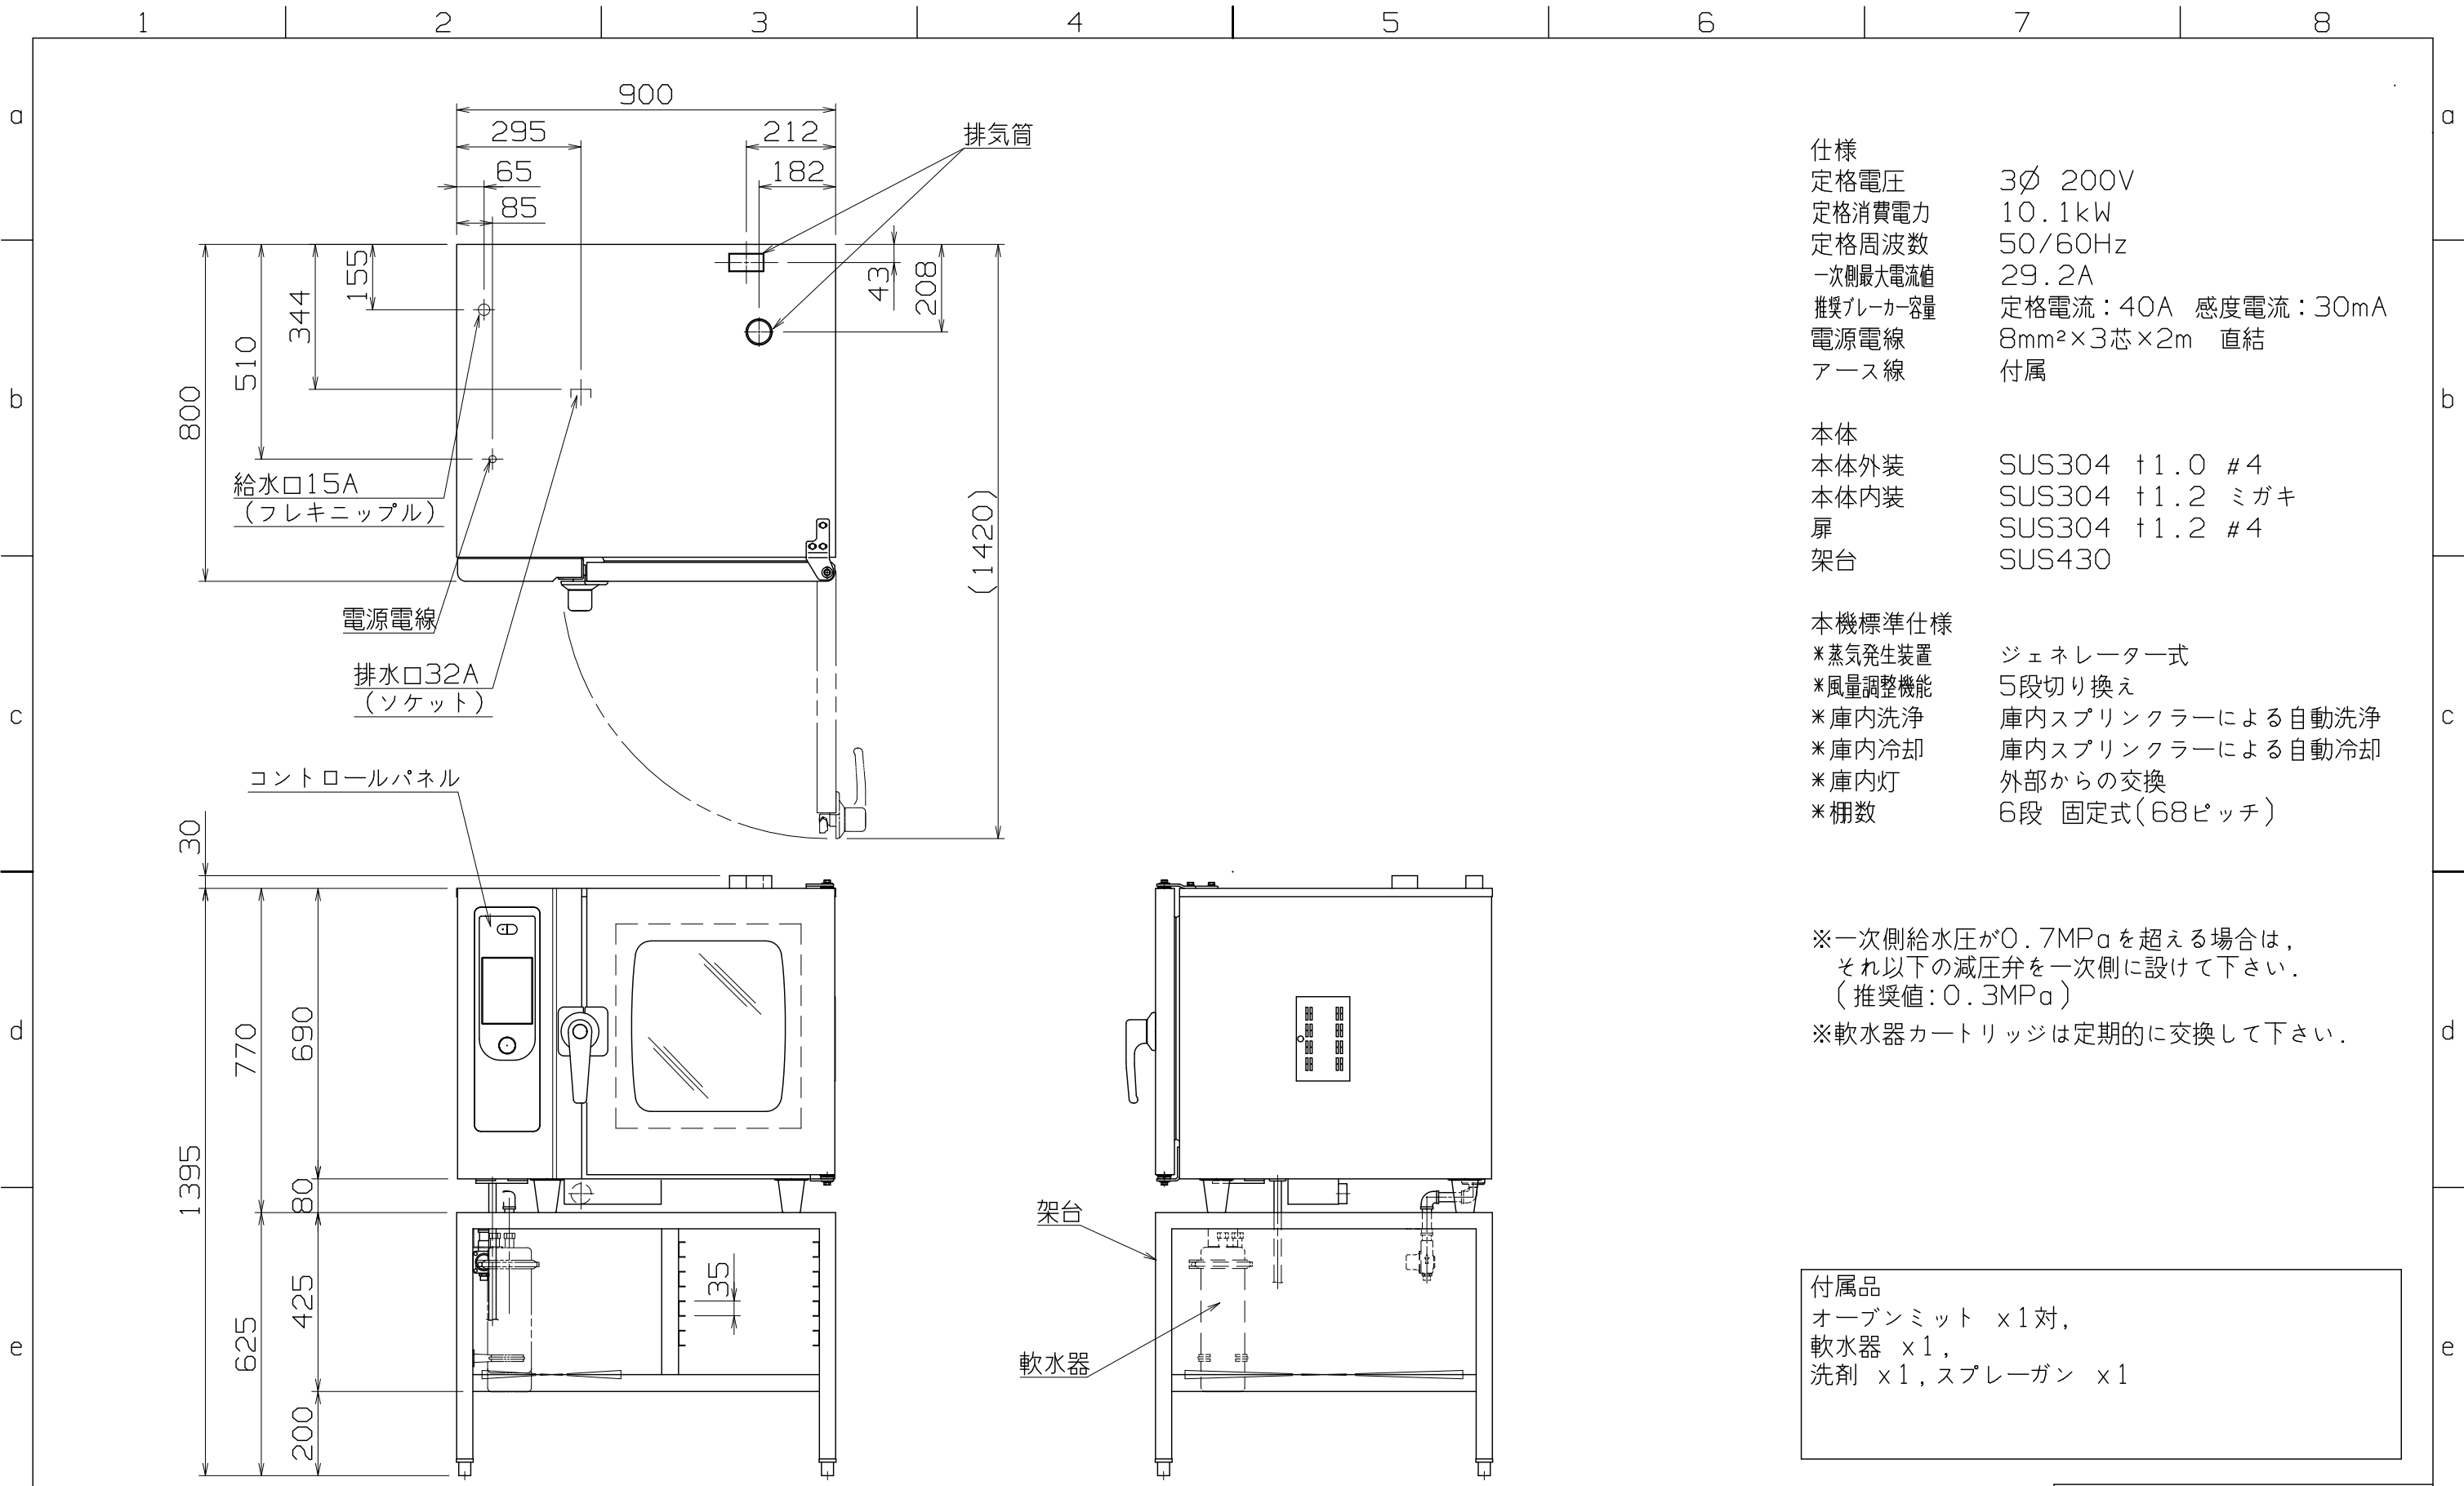 1 2 3 4 5 6 7 8
a a
900
295 212 排気筒
65 182
85
155
344
510
800
43
208
(1420)
給水口15A
(フレキニップル)
電源電線
排水口32A
(ソケット)
b b
c c
コントロールパネル
30
770
690
1395
80
625
425
200
35
架台
軟水器
d d
e e
仕様
定格電圧 3∅ 200V
定格消費電力 10.1kW
定格周波数 50/60Hz
一次側最大電流値 29.2A
推奨ブレーカー容量 定格電流：40A 感度電流：30mA
電源電線 8mm²×3芯×2m 直結
アース線 付属
本体
本体外装 SUS304 t1.0 #4
本体内装 SUS304 t1.2 ミガキ
扉 SUS304 t1.2 #4
架台 SUS430
本機標準仕様
*蒸気発生装置 ジェネレーター式
*風量調整機能 5段切り換え
*庫内洗浄 庫内スプリンクラーによる自動洗浄
*庫内冷却 庫内スプリンクラーによる自動冷却
*庫内灯 外部からの交換
*棚数 6段 固定式(68ピッチ)
※一次側給水圧が0.7MPaを超える場合は,
それ以下の減圧弁を一次側に設けて下さい.
(推奨値:0.3MPa)
※軟水器カートリッジは定期的に交換して下さい.
付属品
オーブンミット x1対,
軟水器 x1,
洗剤 x1,スプレーガン x1